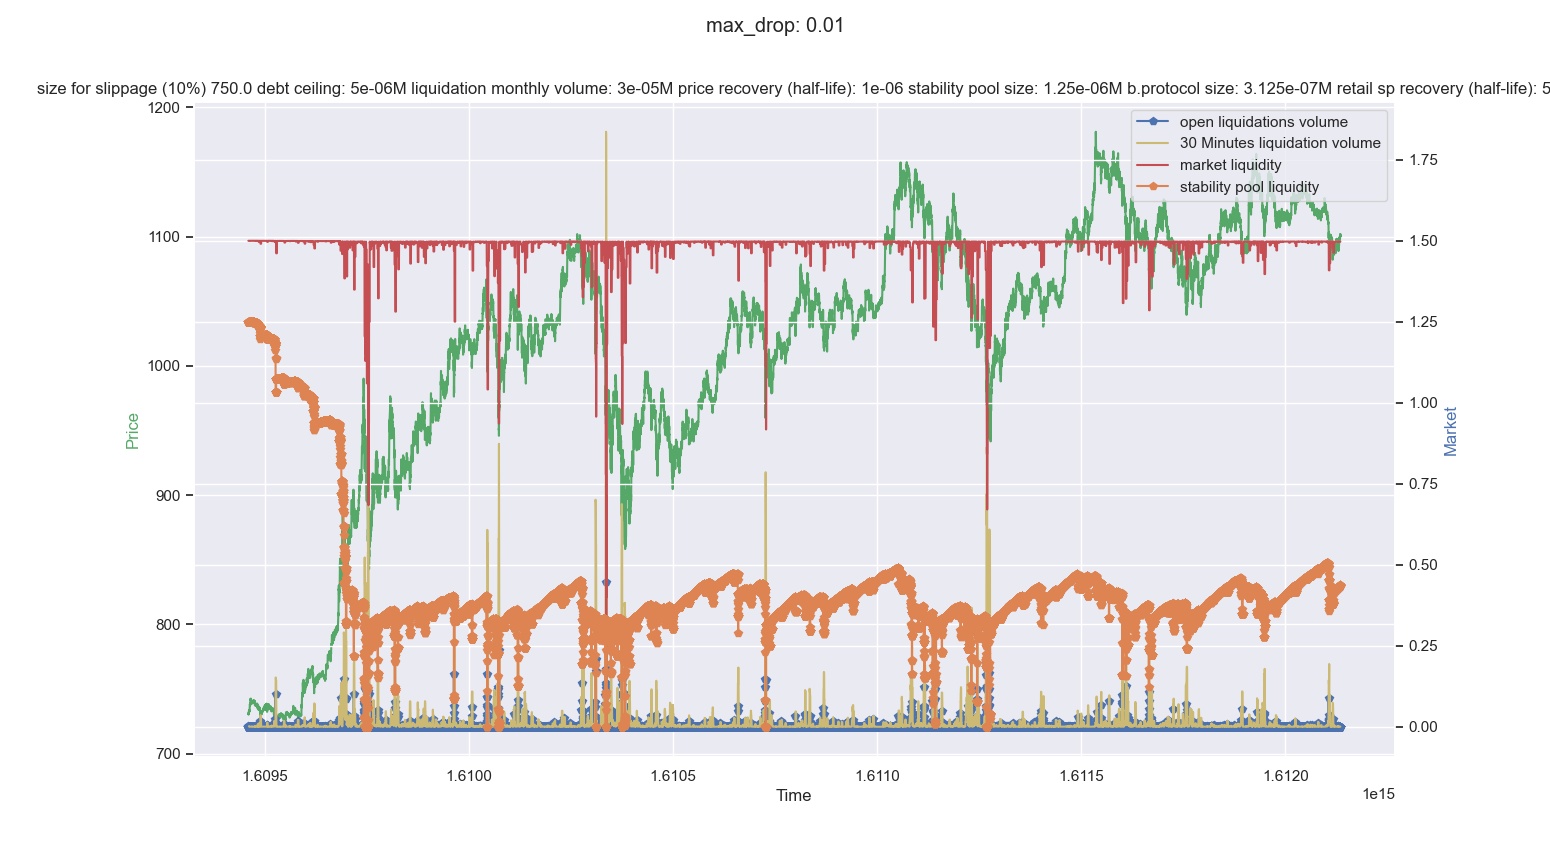 max_drop: 0.01
size for slippage (10%) 750.0 debt ceiling: 5e-06M liquidation monthly volume: 3e-05M price recovery (half-life): 1e-06 stability pool size: 1.25e-06M b.protocol size: 3.125e-07M retail sp recovery (half-life): 5
open liquidations volume
30 Minutes liquidation volume
market liquidity
stability pool liquidity
1200
1100
1000
900
800
700
Price
1.75
1.50
1.25
1.00
0.75
0.50
0.25
0.00
Market
1.6095 1.6100 1.6105 1.6110 1.6115 1.6120
Time
1e15